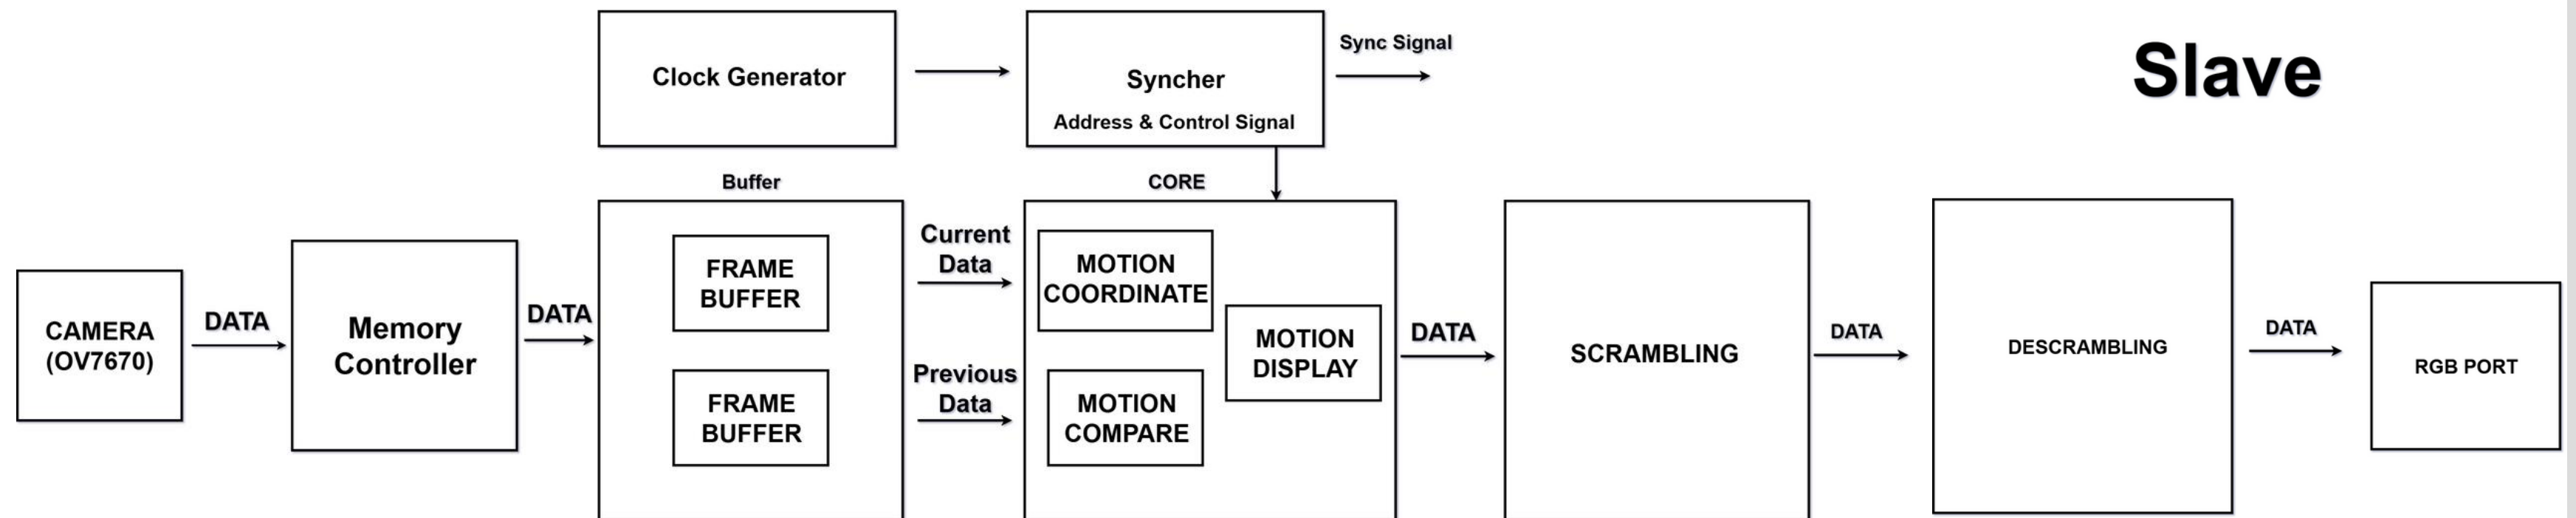 Clock Generator
Syncher
Address & Control Signal
Sync Signal
Slave
Buffer
CORE
CAMERA
(OV7670)
DATA
Memory
Controller
DATA
FRAME
BUFFER
FRAME
BUFFER
Current
Data
Previous
Data
MOTION
COORDINATE
MOTION
DISPLAY
MOTION
COMPARE
DATA
SCRAMBLING
DATA
DESCRAMBLING
DATA
RGB PORT